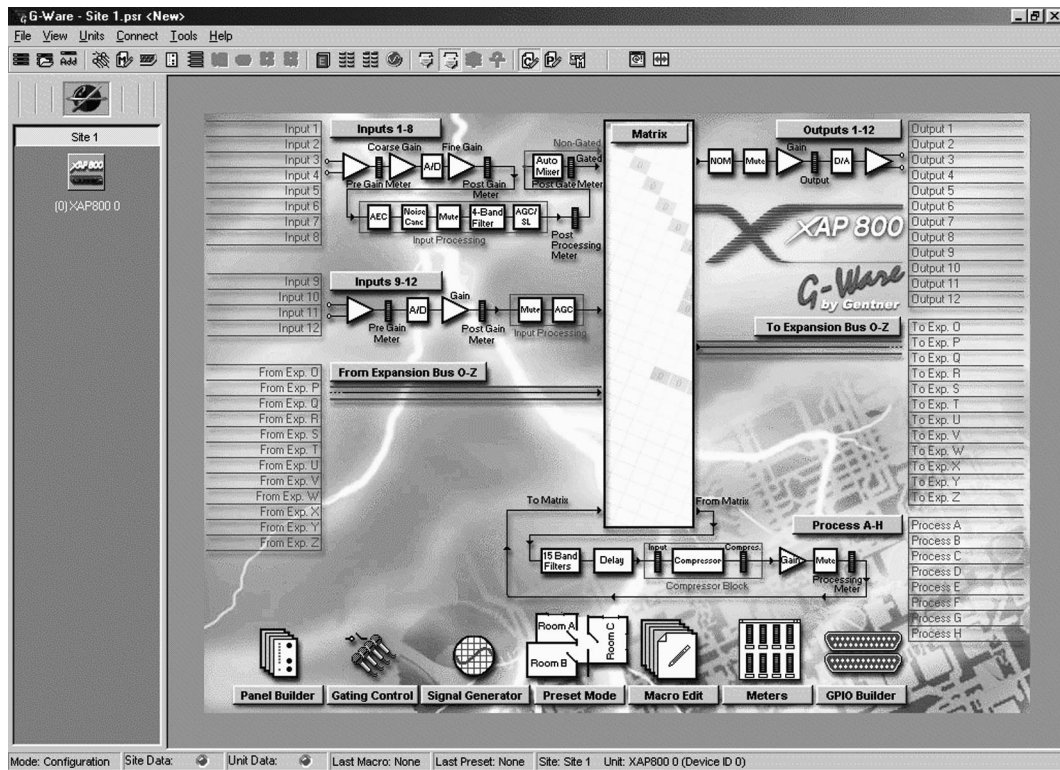 G-Ware - Site 1.psr <New>
File View Units Connect Tools Help
Add
Site 1
XAP 800
(0) XAP800 0
Input 1
Input 2
Input 3
Input 4
Input 5
Input 6
Input 7
Input 8
Inputs 1-8
Coarse Gain
Fine Gain
A/D
Pre Gain Meter
Post Gain Meter
Non-Gated
Auto Mixer
Gated
Post Gate Meter
AEC
Noise Canc
Mute
4-Band Filter
AGC/SL
Input Processing
Post Processing Meter
Input 9
Input 10
Input 11
Input 12
Inputs 9-12
Pre Gain Meter
A/D
Gain
Post Gain Meter
Mute
AGC
Input Processing
From Exp. O
From Exp. P
From Exp. Q
From Exp. R
From Exp. S
From Exp. T
From Exp. U
From Exp. V
From Exp. W
From Exp. X
From Exp. Y
From Exp. Z
From Expansion Bus O-Z
Matrix
Outputs 1-12
NOM
Mute
Gain
Output
D/A
XAP 800
G-Ware
by Gentner
Output 1
Output 2
Output 3
Output 4
Output 5
Output 6
Output 7
Output 8
Output 9
Output 10
Output 11
Output 12
To Expansion Bus O-Z
To Exp. O
To Exp. P
To Exp. Q
To Exp. R
To Exp. S
To Exp. T
To Exp. U
To Exp. V
To Exp. W
To Exp. X
To Exp. Y
To Exp. Z
To Matrix
From Matrix
Process A-H
15 Band Filters
Delay
Input
Compressor
Compres.
Compressor Block
Gain
Mute
Processing Meter
Process A
Process B
Process C
Process D
Process E
Process F
Process G
Process H
Room A
Room B
Room C
Panel Builder
Gating Control
Signal Generator
Preset Mode
Macro Edit
Meters
GPIO Builder
Mode: Configuration Site Data: Unit Data: Last Macro: None Last Preset: None Site: Site 1 Unit: XAP800 0 (Device ID 0)